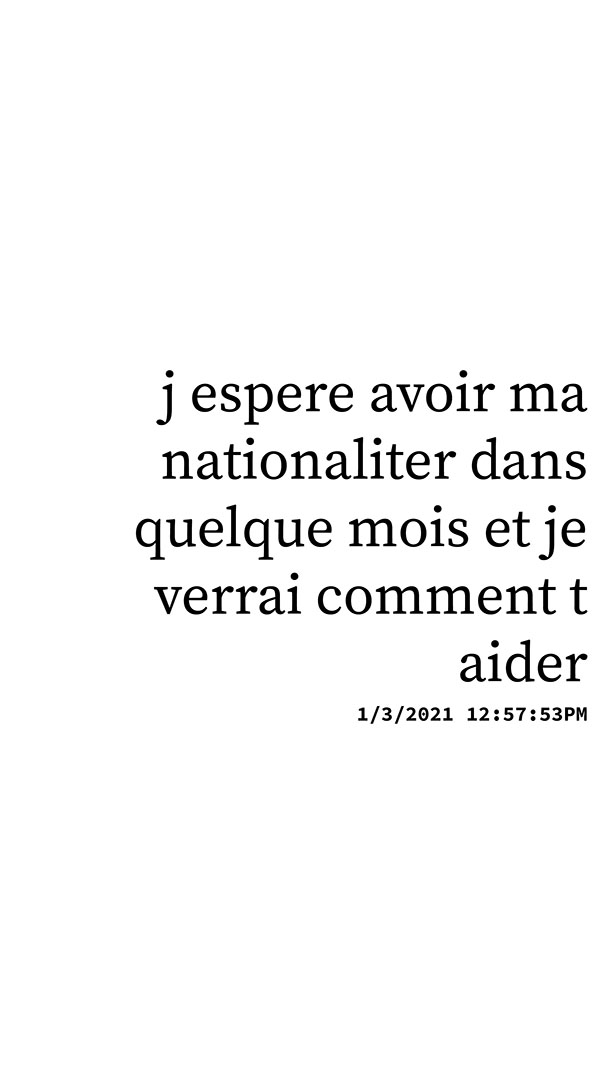 j espere avoir ma
nationaliter dans
quelque mois et je
verrai comment t
aider
1/3/2021 12:57:53PM